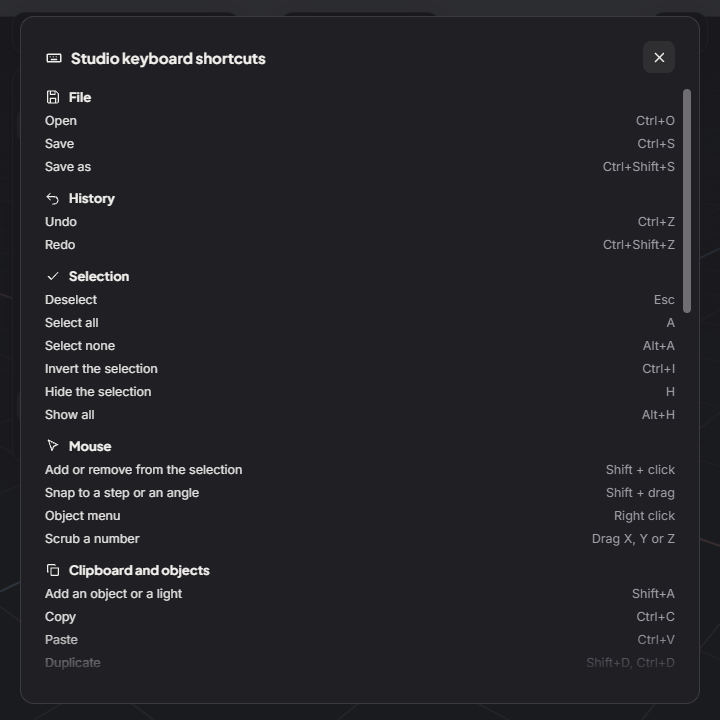 Studio keyboard shortcuts
File
Open Ctrl+O
Save Ctrl+S
Save as Ctrl+Shift+S
History
Undo Ctrl+Z
Redo Ctrl+Shift+Z
Selection
Deselect Esc
Select all A
Select none Alt+A
Invert the selection Ctrl+I
Hide the selection H
Show all Alt+H
Mouse
Add or remove from the selection Shift + click
Snap to a step or an angle Shift + drag
Object menu Right click
Scrub a number Drag X, Y or Z
Clipboard and objects
Add an object or a light Shift+A
Copy Ctrl+C
Paste Ctrl+V
Duplicate Shift+D, Ctrl+D